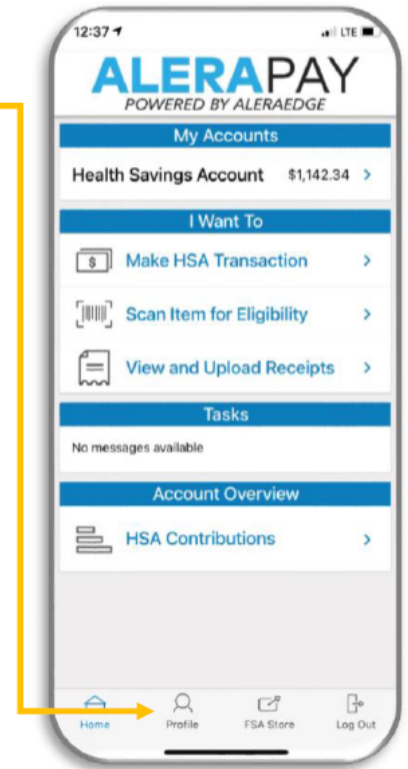 12:37 LTE
ALERAPAY
POWERED BY ALERAEDGE
My Accounts
Health Savings Account $1,142.34 >
I Want To
$ Make HSA Transaction >
Scan Item for Eligibility >
View and Upload Receipts >
Tasks
No messages available
Account Overview
HSA Contributions >
Home Profile FSA Store Log Out